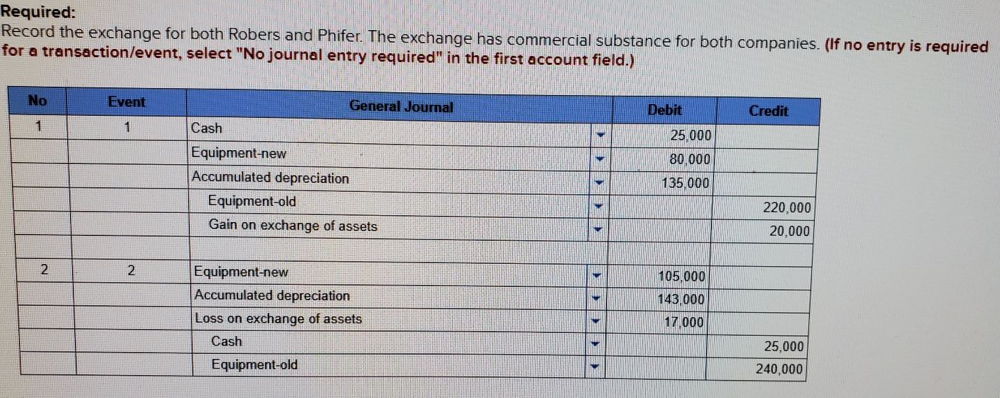 Required:
Record the exchange for both Robers and Phifer. The exchange has commercial substance for both companies. (If no entry is required
for a transaction/event, select "No journal entry required" in the first account field.)
No Event General Journal Debit Credit
1 1 Cash 25,000
Equipment-new 80,000
Accumulated depreciation 135,000
Equipment-old 220,000
Gain on exchange of assets 20,000
2 2 Equipment-new 105,000
Accumulated depreciation 143,000
Loss on exchange of assets 17,000
Cash 25,000
Equipment-old 240,000